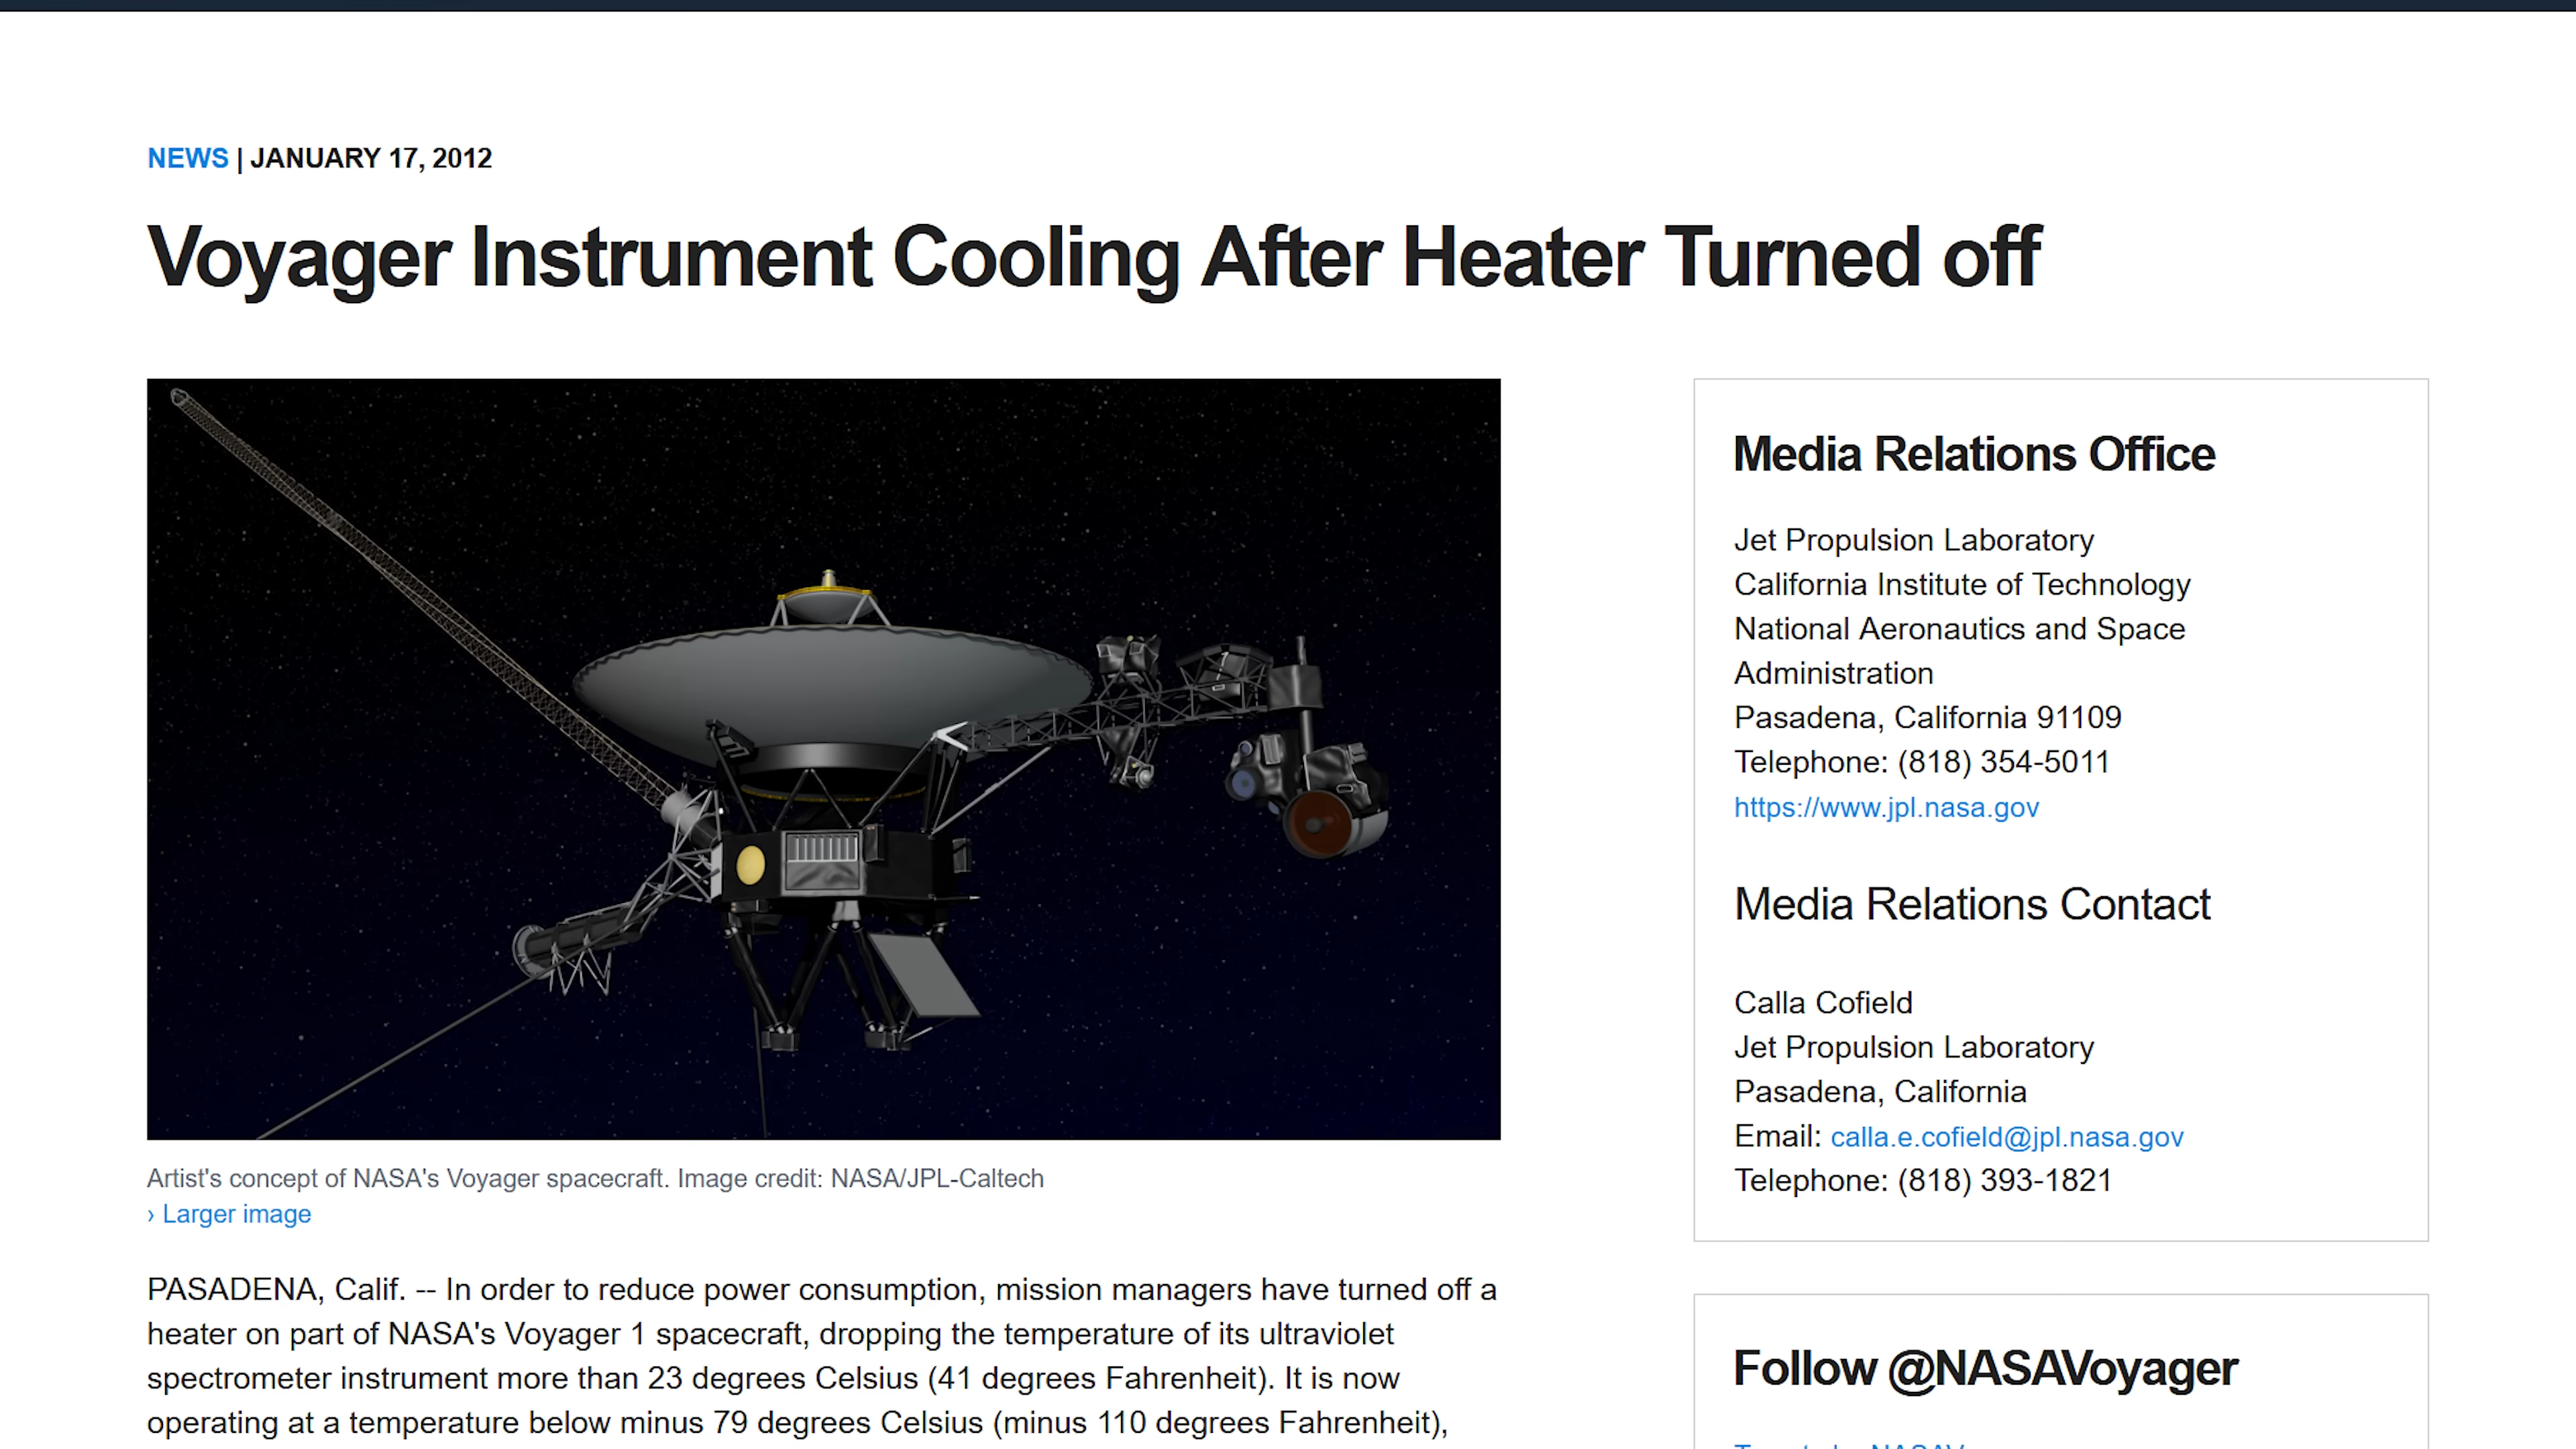 NEWS | JANUARY 17, 2012
Voyager Instrument Cooling After Heater Turned off
Artist's concept of NASA's Voyager spacecraft. Image credit: NASA/JPL-Caltech
› Larger image
PASADENA, Calif. -- In order to reduce power consumption, mission managers have turned off a
heater on part of NASA's Voyager 1 spacecraft, dropping the temperature of its ultraviolet
spectrometer instrument more than 23 degrees Celsius (41 degrees Fahrenheit). It is now
operating at a temperature below minus 79 degrees Celsius (minus 110 degrees Fahrenheit),
Media Relations Office
Jet Propulsion Laboratory
California Institute of Technology
National Aeronautics and Space
Administration
Pasadena, California 91109
Telephone: (818) 354-5011
https://www.jpl.nasa.gov
Media Relations Contact
Calla Cofield
Jet Propulsion Laboratory
Pasadena, California
Email: calla.e.cofield@jpl.nasa.gov
Telephone: (818) 393-1821
Follow @NASAVoyager